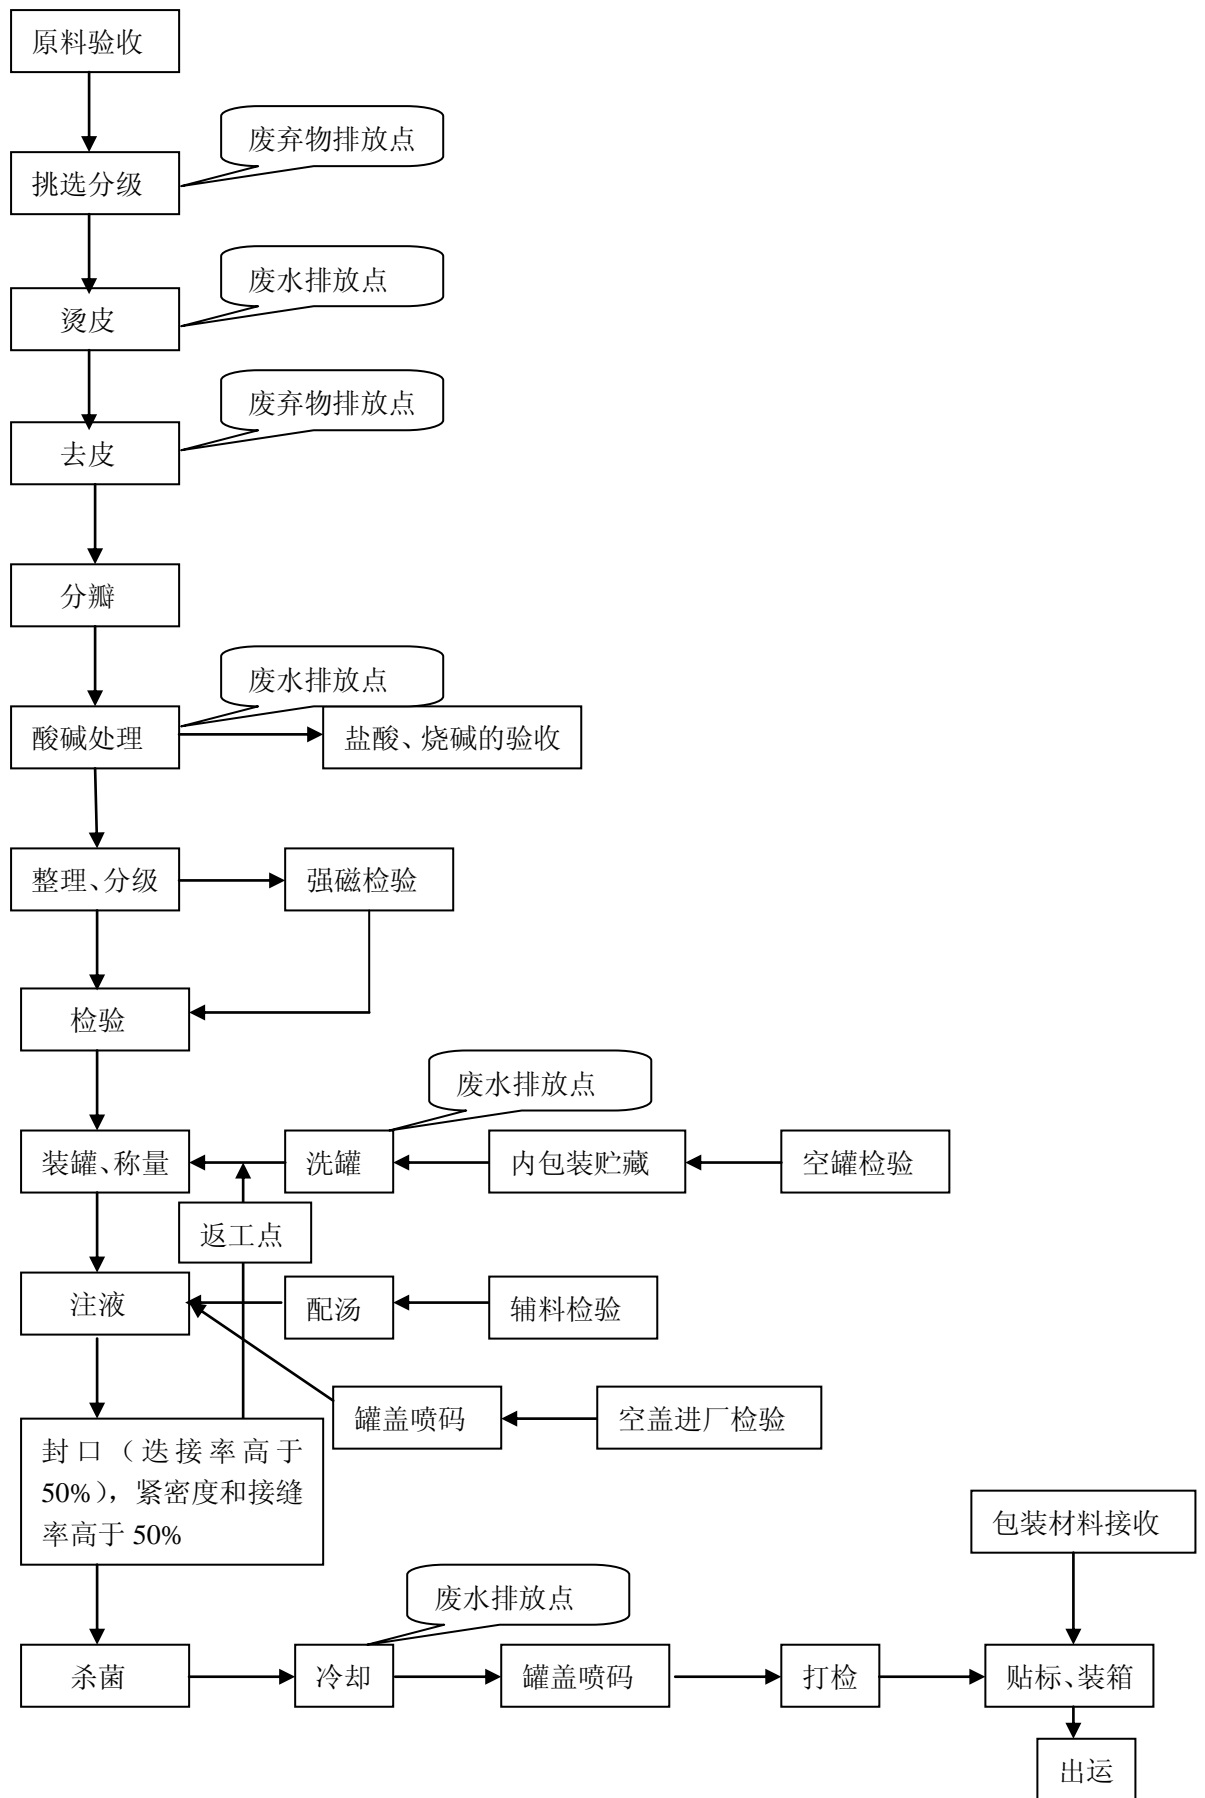 原料验收
废弃物排放点
挑选分级
废水排放点
烫皮
废弃物排放点
去皮
分瓣
废水排放点
酸碱处理
盐酸、烧碱的验收
整理、分级
强磁检验
检验
废水排放点
装罐、称量
洗罐
内包装贮藏
空罐检验
返工点
注液
配汤
辅料检验
罐盖喷码
空盖进厂检验
封口（迭接率高于
50%），紧密度和接缝
率高于 50%
包装材料接收
废水排放点
杀菌
冷却
罐盖喷码
打检
贴标、装箱
出运